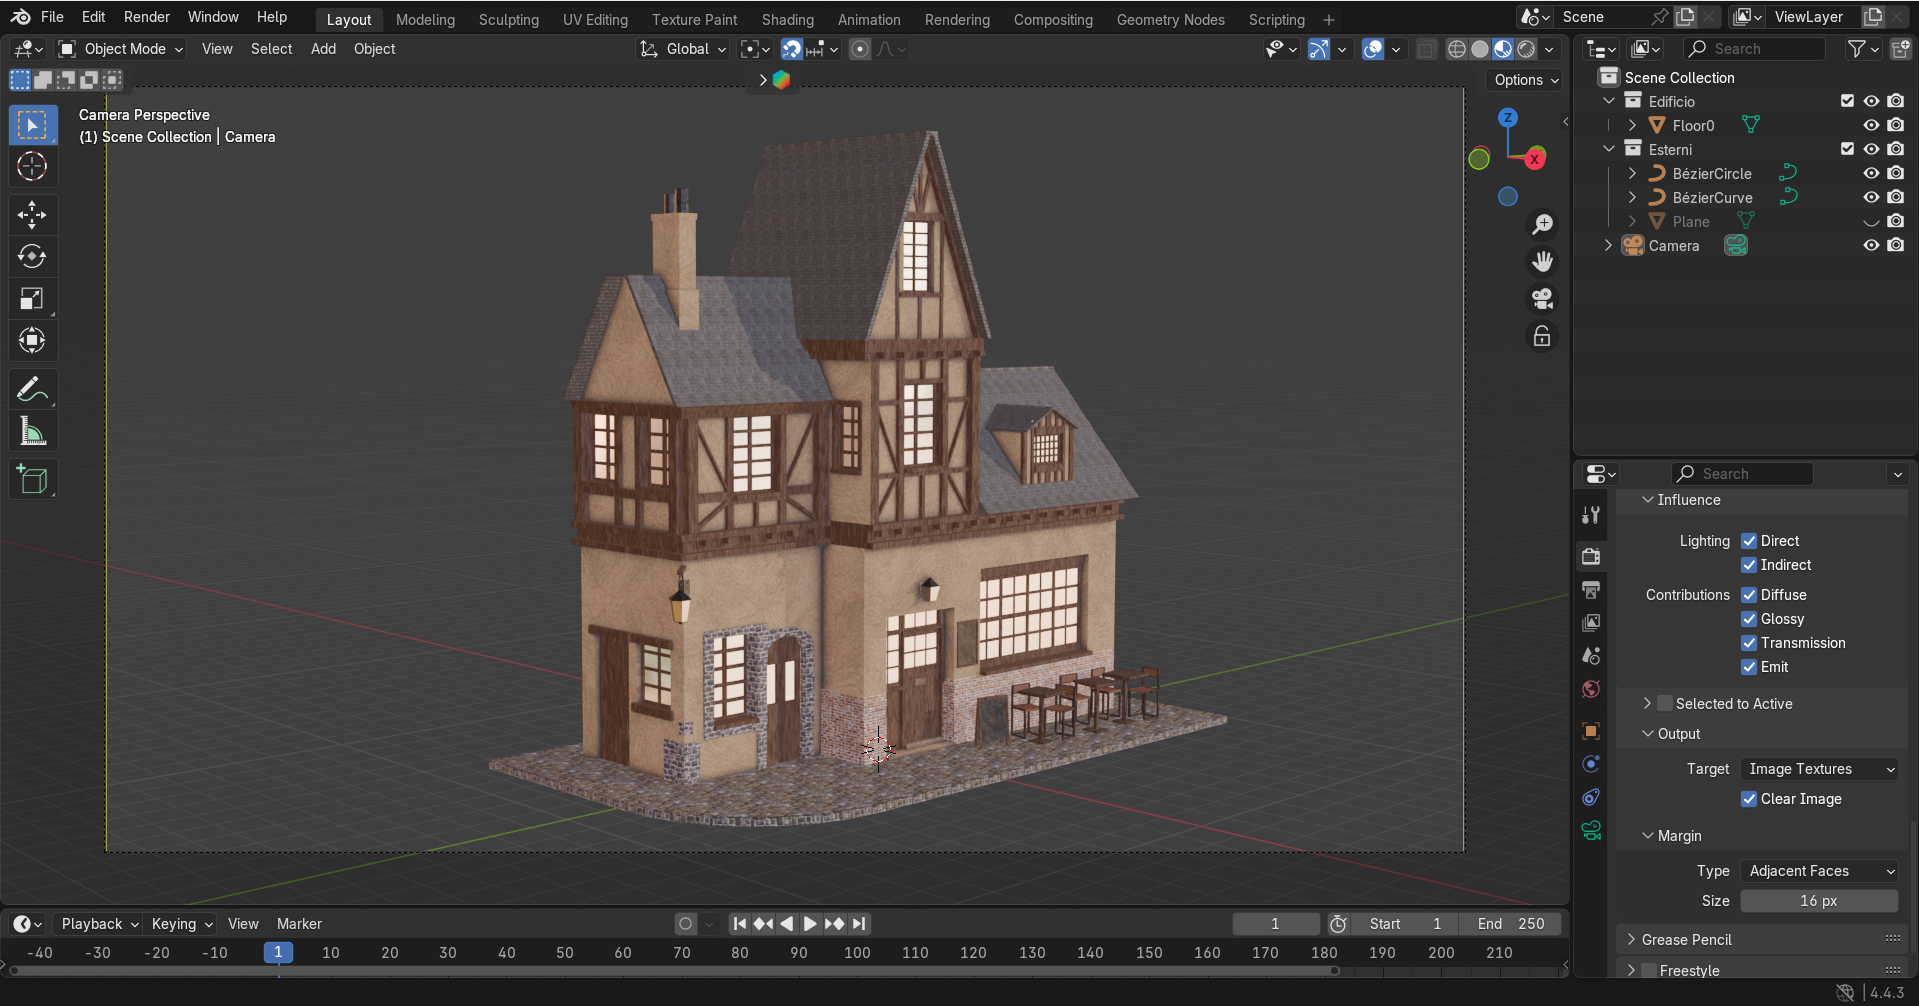 File Edit Render Window Help Layout Modeling Sculpting UV Editing Texture Paint Shading Animation Rendering Compositing Geometry Nodes Scripting + Scene ViewLayer
Object Mode View Select Add Object Global Search
Options
Camera Perspective
(1) Scene Collection | Camera
Z
X
Scene Collection
Edificio
Floor0
Esterni
BézierCircle
BézierCurve
Plane
Camera
Search
Influence
Lighting Direct
Indirect
Contributions Diffuse
Glossy
Transmission
Emit
Selected to Active
Output
Target Image Textures
Clear Image
Margin
Type Adjacent Faces
Size 16 px
Grease Pencil
Freestyle
Playback Keying View Marker 1 Start 1 End 250
-40 -30 -20 -10 1 10 20 30 40 50 60 70 80 90 100 110 120 130 140 150 160 170 180 190 200 210
4.4.3